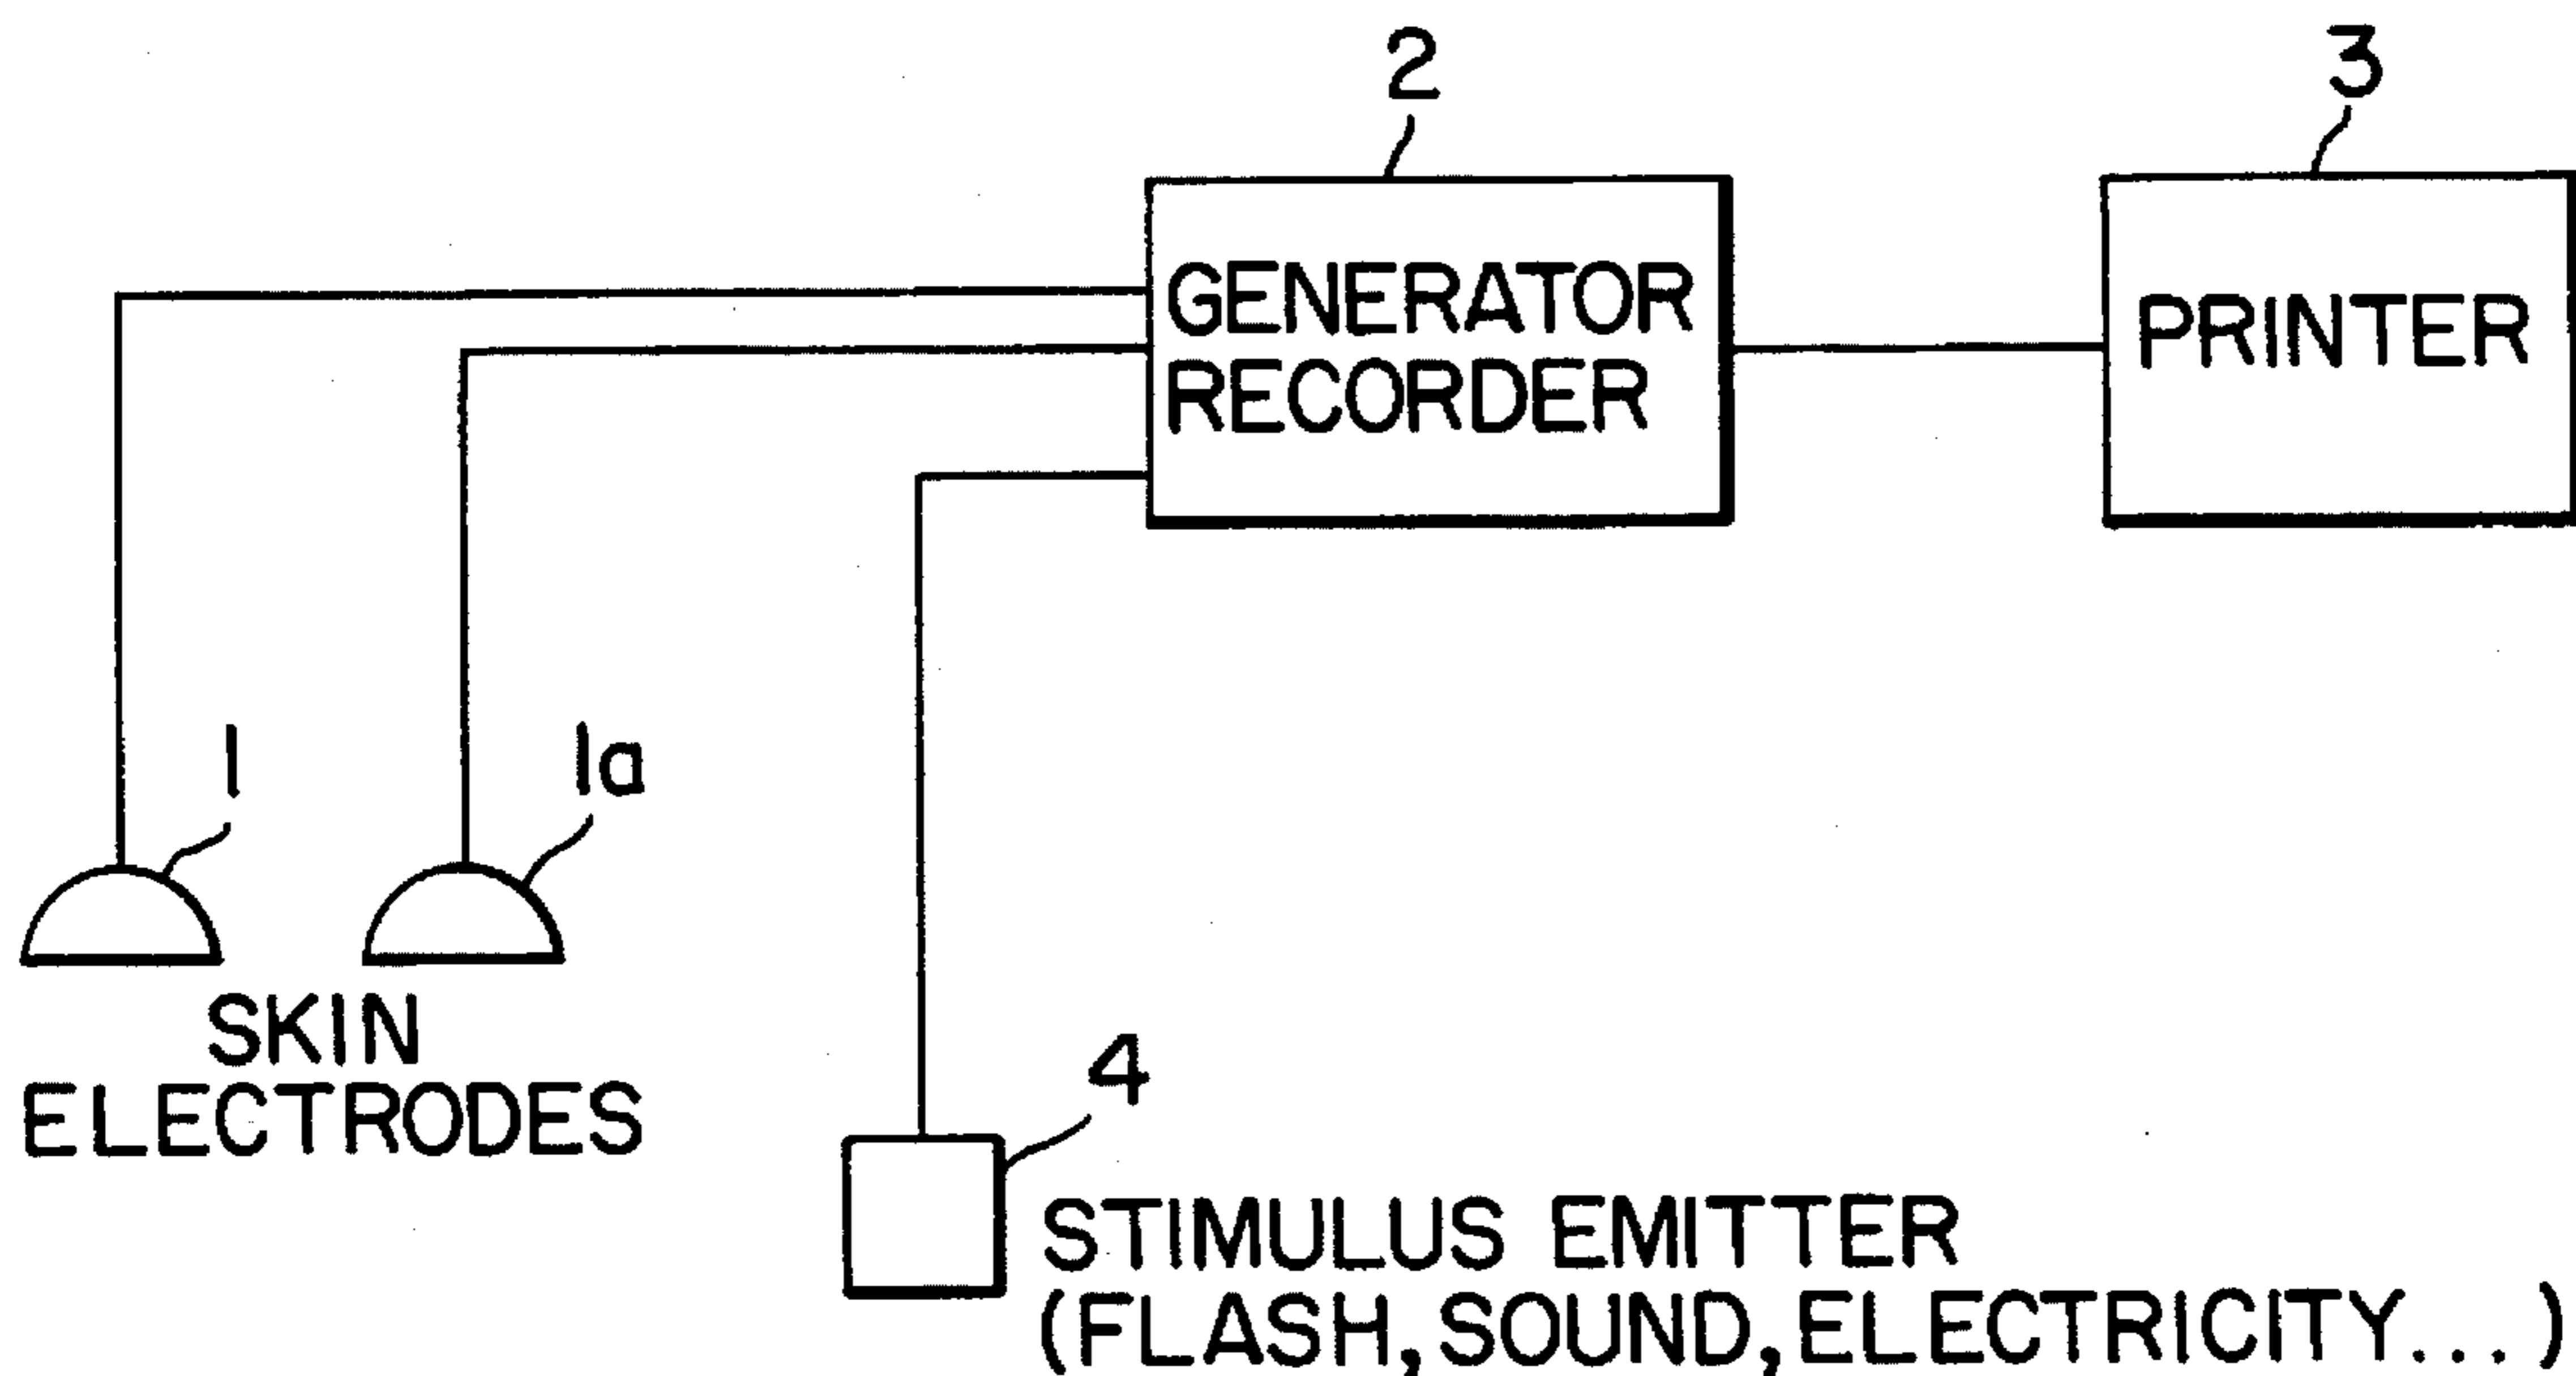 2
3
GENERATOR
RECORDER
PRINTER
1
1a
SKIN
ELECTRODES
4
STIMULUS EMITTER
(FLASH, SOUND, ELECTRICITY...)